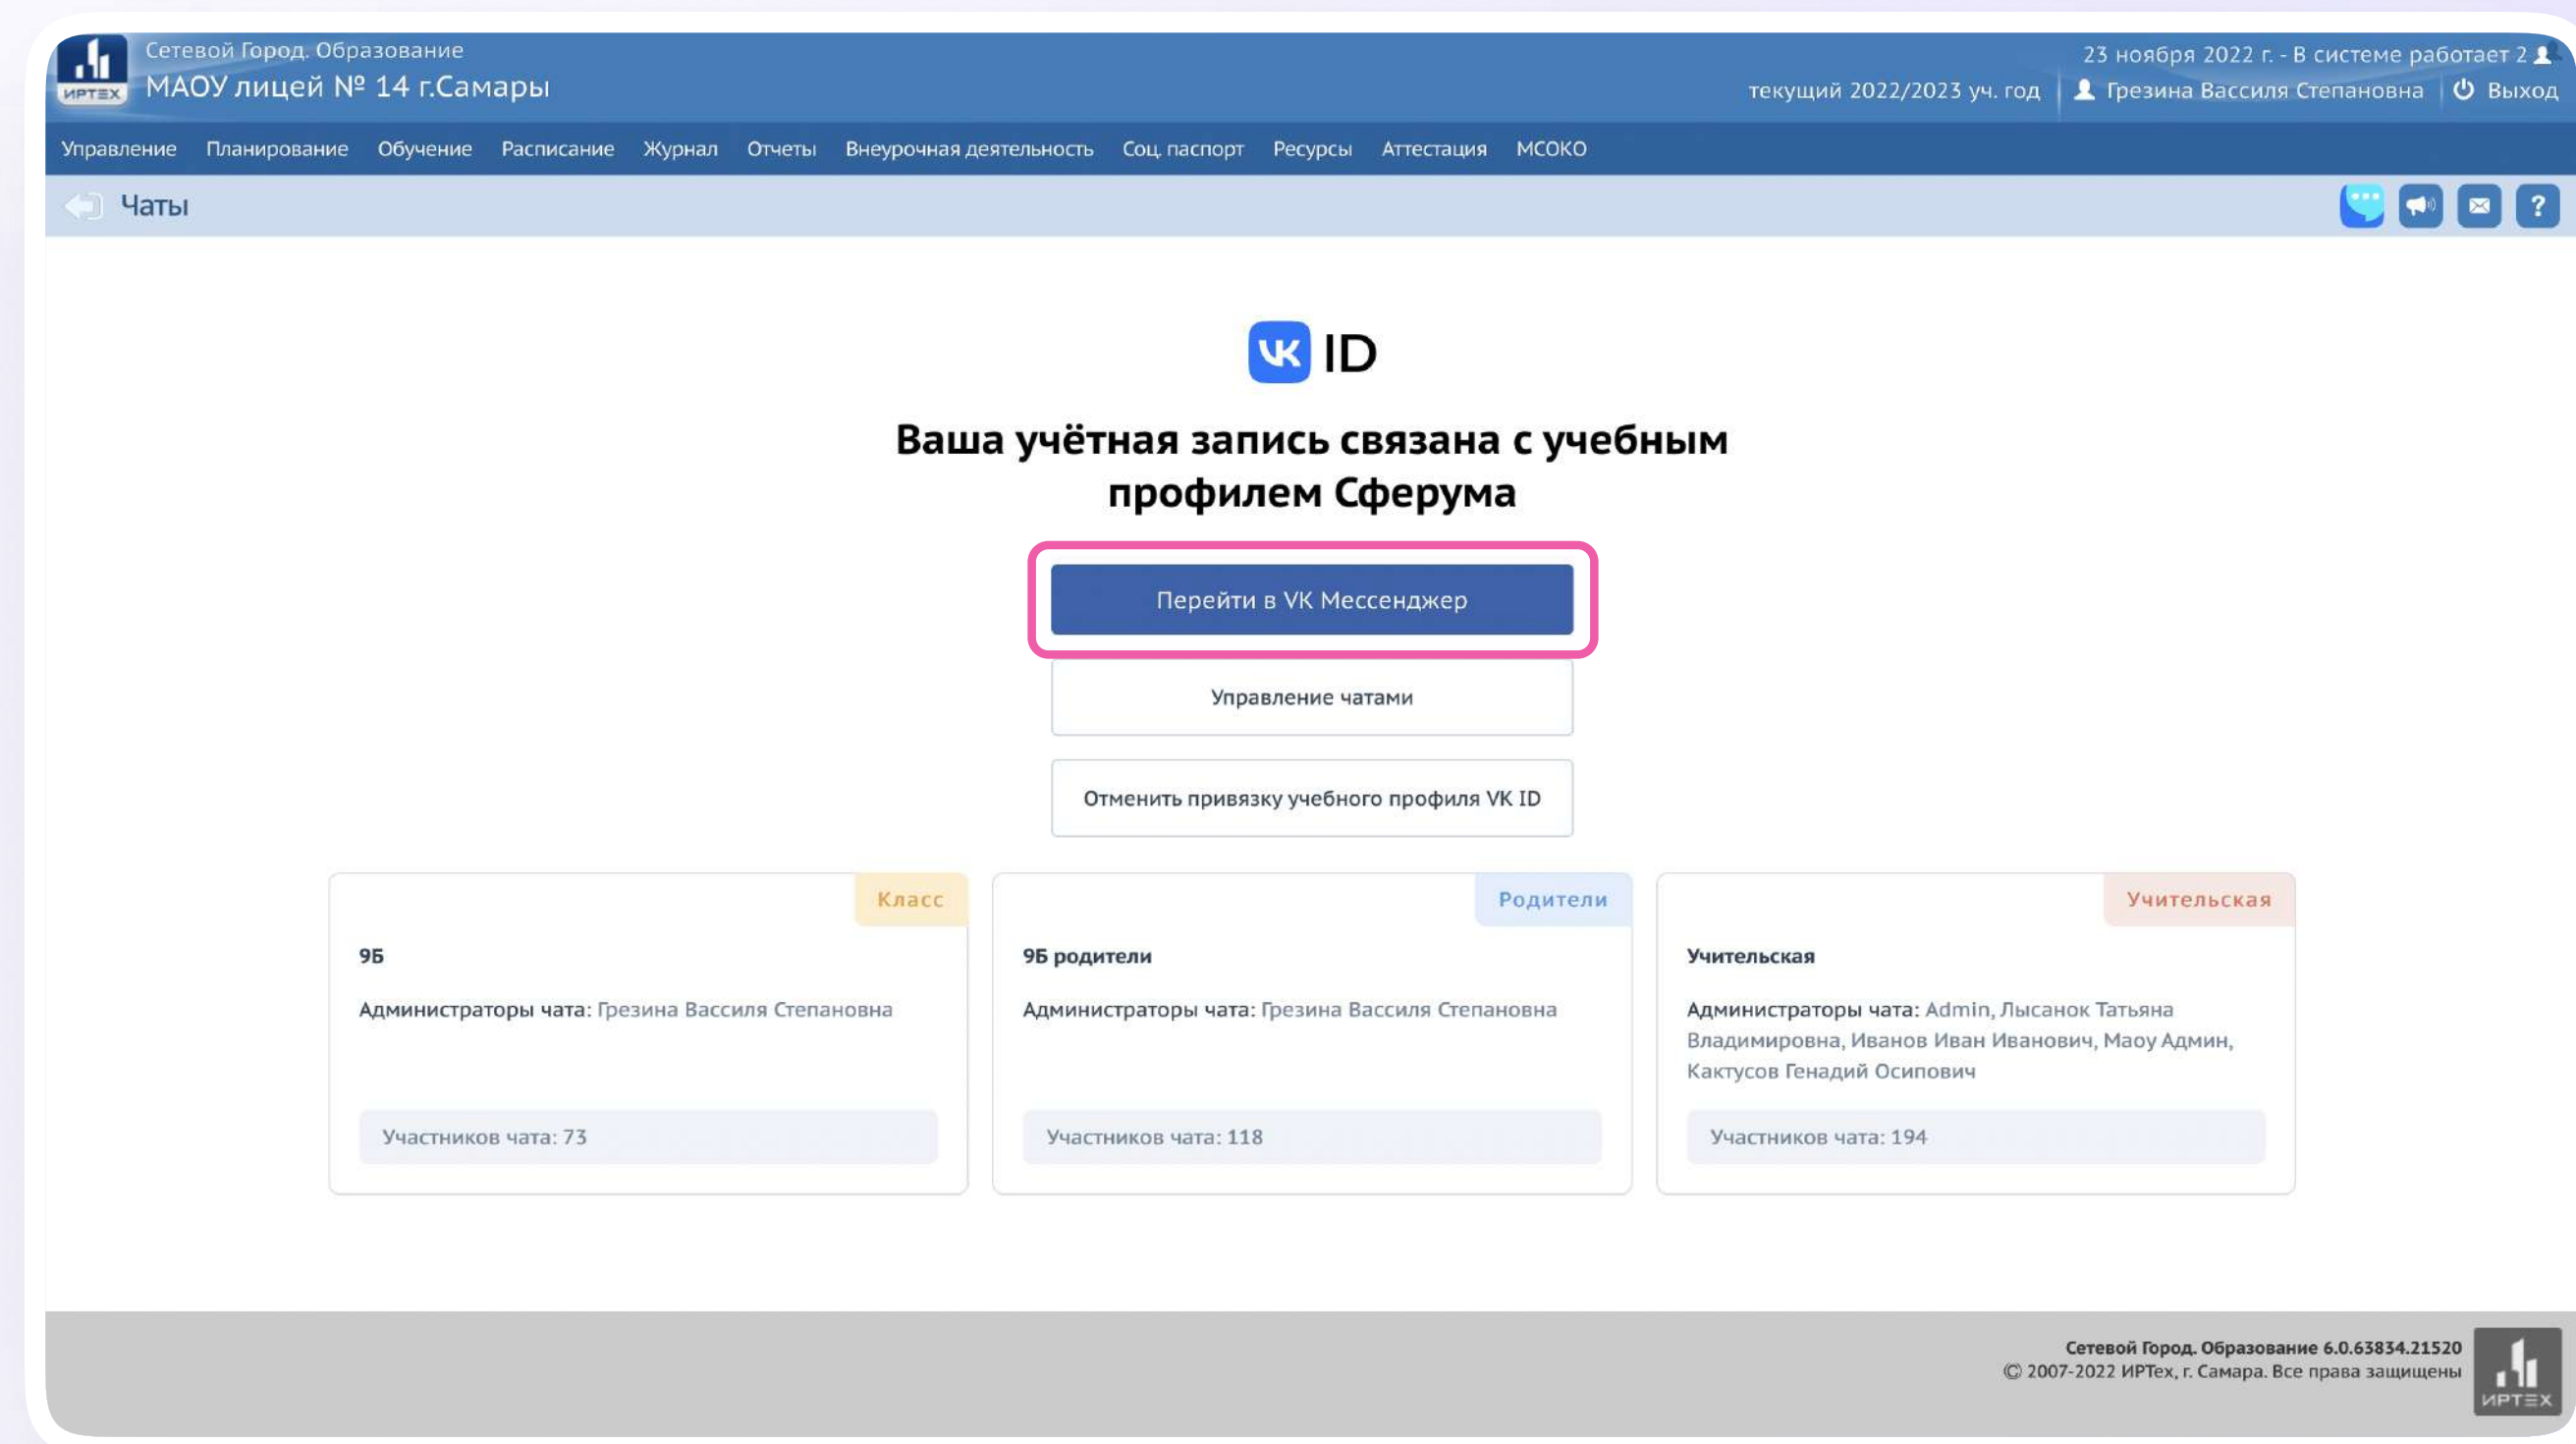 Сетевой Город. Образование
МАОУ лицей № 14 г.Самары
ИРТЕХ
23 ноября 2022 г. - В системе работает 2
текущий 2022/2023 уч. год Грезина Вассиля Степановна Выход
Управление Планирование Обучение Расписание Журнал Отчеты Внеурочная деятельность Соц. паспорт Ресурсы Аттестация МСОКО
Чаты
?
VK ID
Ваша учётная запись связана с учебным
профилем Сферума
Перейти в VK Мессенджер
Управление чатами
Отменить привязку учебного профиля VK ID
Класс
9Б
Администраторы чата: Грезина Вассиля Степановна
Участников чата: 73
Родители
9Б родители
Администраторы чата: Грезина Вассиля Степановна
Участников чата: 118
Учительская
Учительская
Администраторы чата: Admin, Лысанок Татьяна
Владимировна, Иванов Иван Иванович, Маоу Админ,
Кактусов Генадий Осипович
Участников чата: 194
Сетевой Город. Образование 6.0.63834.21520
© 2007-2022 ИРТех, г. Самара. Все права защищены
ИРТЕХ